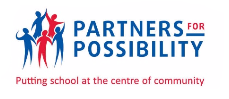 PARTNERS FOR
POSSIBILITY
Putting school at the centre of community